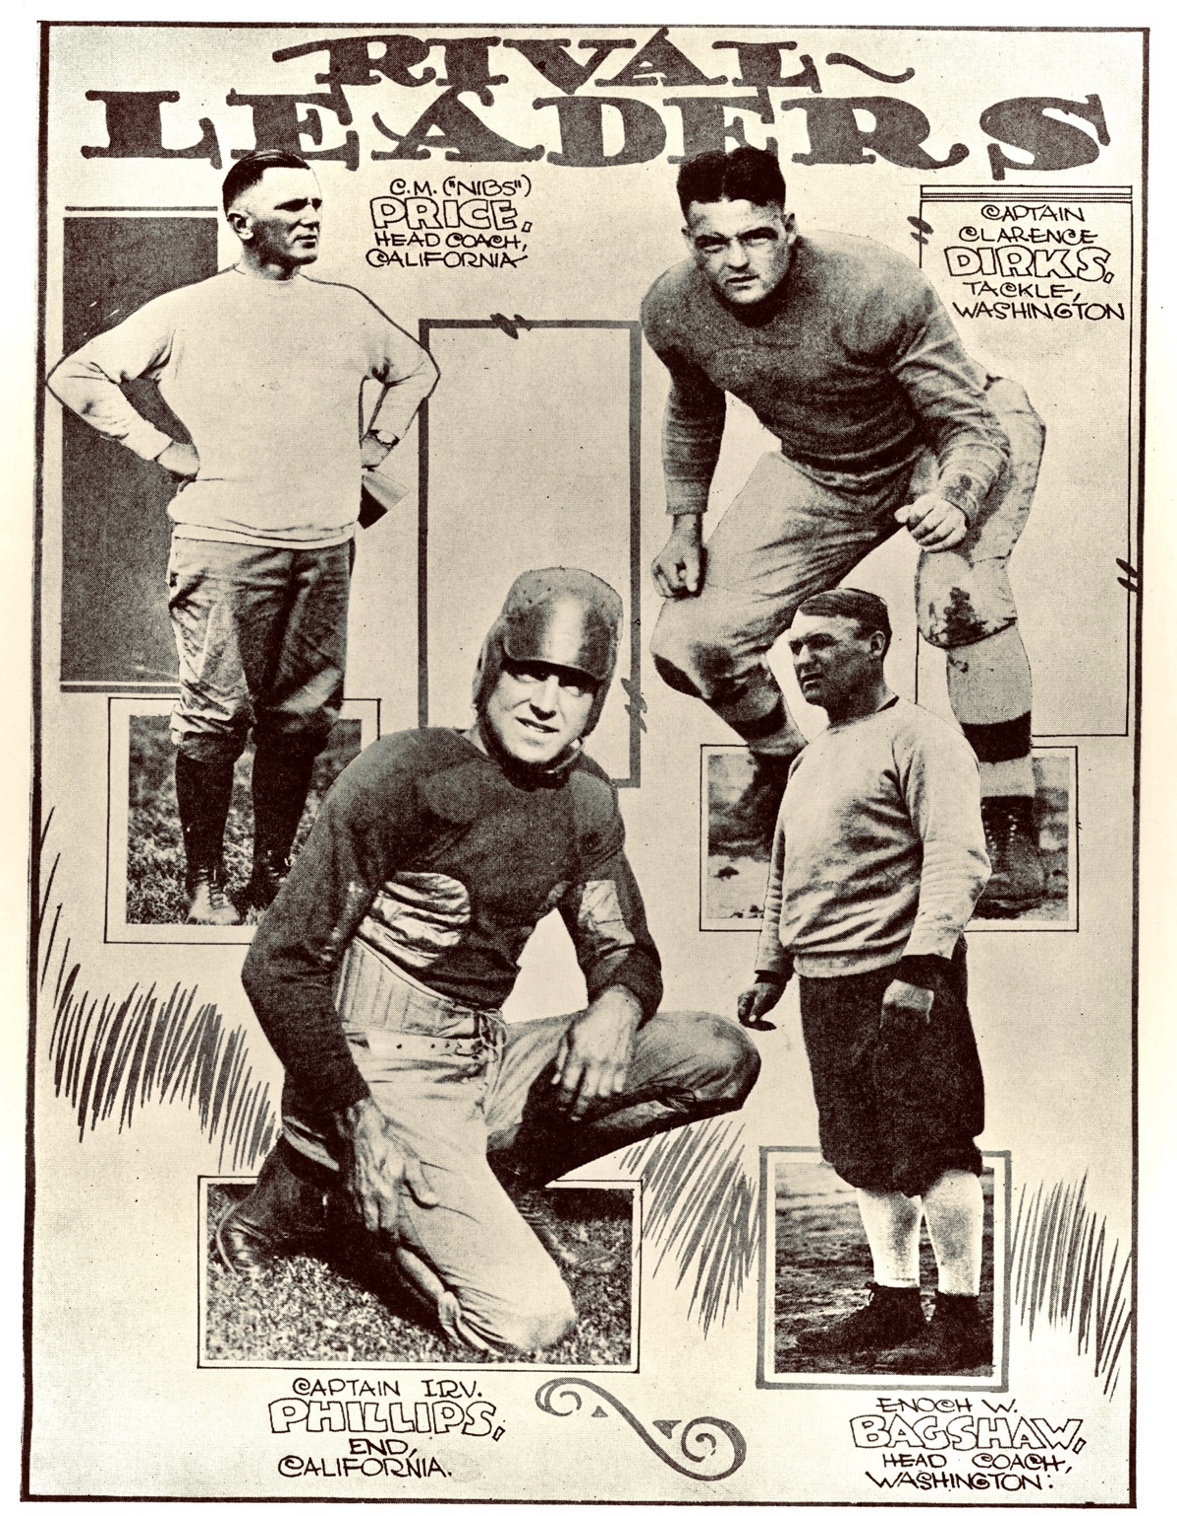 RIVAL~
LEADERS
C.M. ("NIBS")
PRICE,
HEAD COACH,
CALIFORNIA
CAPTAIN
CLARENCE
DIRKS,
TACKLE,
WASHINGTON
CAPTAIN IRV.
PHILLIPS,
END,
CALIFORNIA.
ENOCH W.
BAGSHAW,
HEAD COACH,
WASHINGTON.